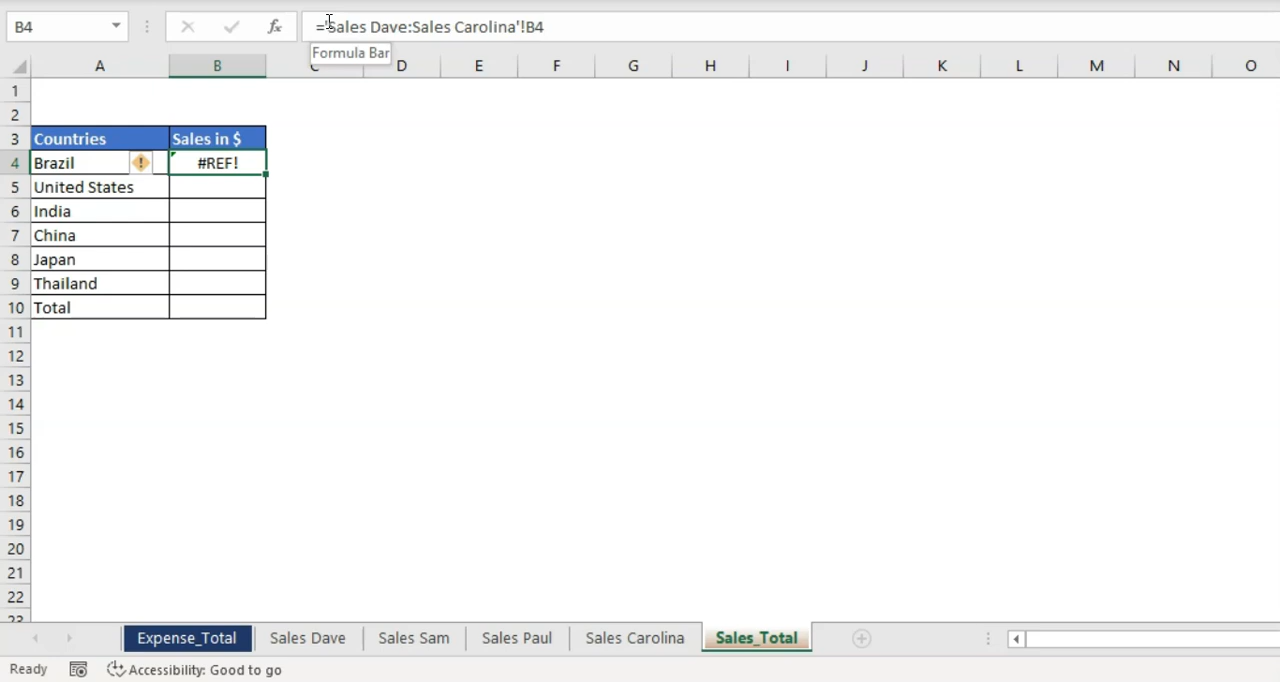 B4 fx ='Sales Dave:Sales Carolina'!B4
Formula Bar
A B C D E F G H I J K L M N O
1
2
3 Countries Sales in $
4 Brazil #REF!
5 United States
6 India
7 China
8 Japan
9 Thailand
10 Total
11
12
13
14
15
16
17
18
19
20
21
22
23
Expense_Total Sales Dave Sales Sam Sales Paul Sales Carolina Sales_Total
Ready Accessibility: Good to go